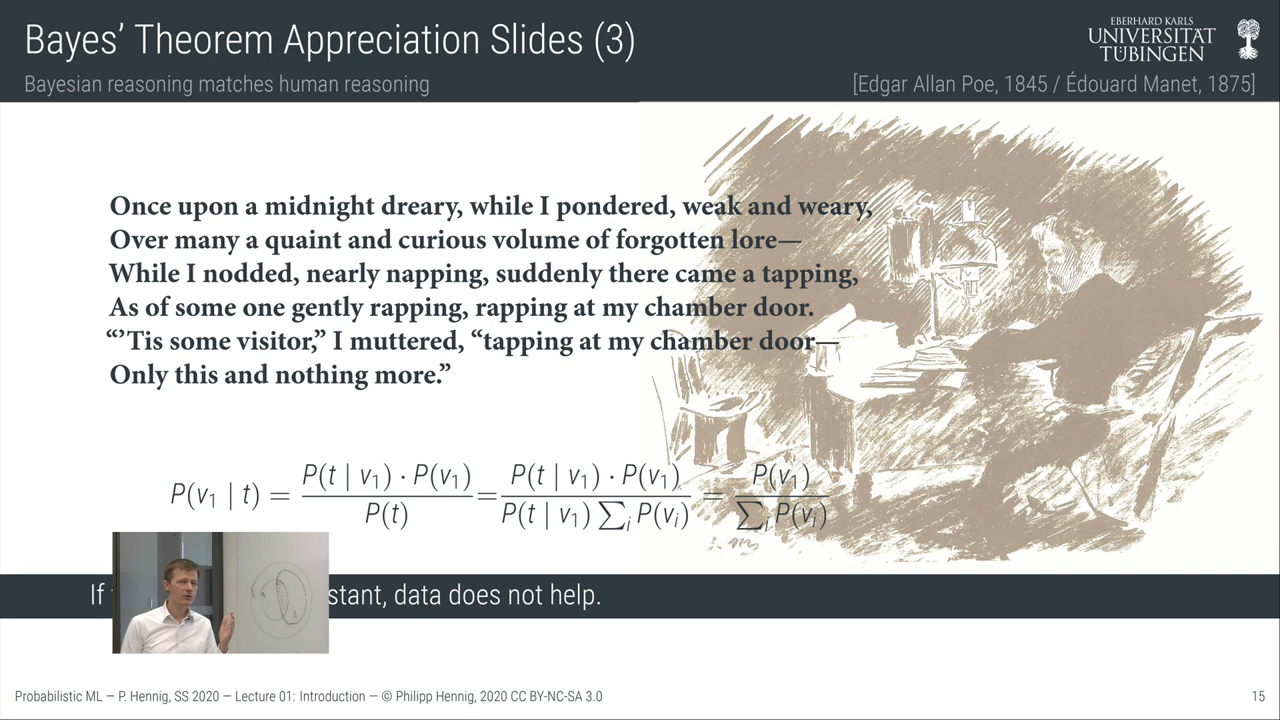 Bayes’ Theorem Appreciation Slides (3)
Bayesian reasoning matches human reasoning
EBERHARD KARLS
UNIVERSITÄT
TÜBINGEN
[Edgar Allan Poe, 1845 / Édouard Manet, 1875]
Once upon a midnight dreary, while I pondered, weak and weary,
Over many a quaint and curious volume of forgotten lore—
While I nodded, nearly napping, suddenly there came a tapping,
As of some one gently rapping, rapping at my chamber door.
“’Tis some visitor,” I muttered, “tapping at my chamber door—
Only this and nothing more.”
P(v₁ | t) = P(t | v₁) · P(v₁) / P(t) = P(t | v₁) · P(v₁) / P(t | v₁) ∑ᵢ P(vᵢ) = P(v₁) / ∑ᵢ P(vᵢ)
If stant, data does not help.
Probabilistic ML — P. Hennig, SS 2020 — Lecture 01: Introduction — © Philipp Hennig, 2020 CC BY-NC-SA 3.0
15